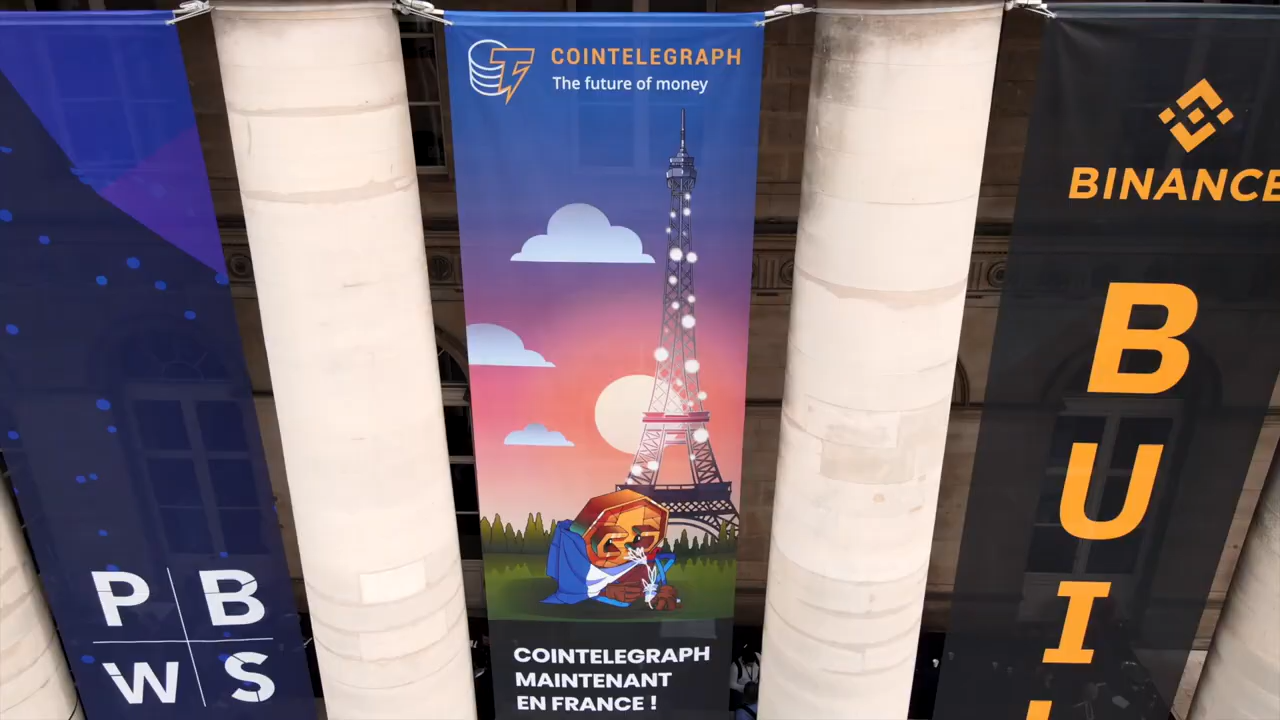 COINTELEGRAPH
The future of money
COINTELEGRAPH
MAINTENANT
EN FRANCE !
P B
W S
BINANCE
B
U
I